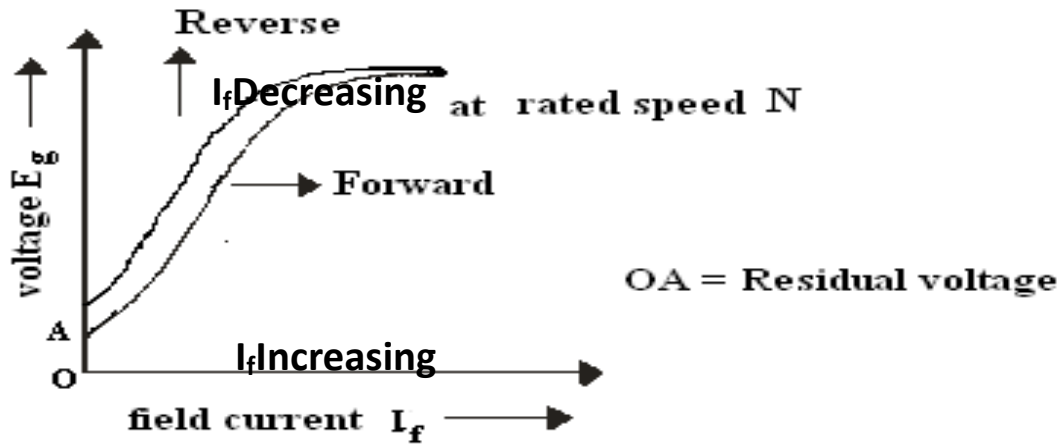 Reverse
IfDecreasing
at rated speed N
voltage Eg
Forward
OA = Residual voltage
A
IfIncreasing
O
field current If